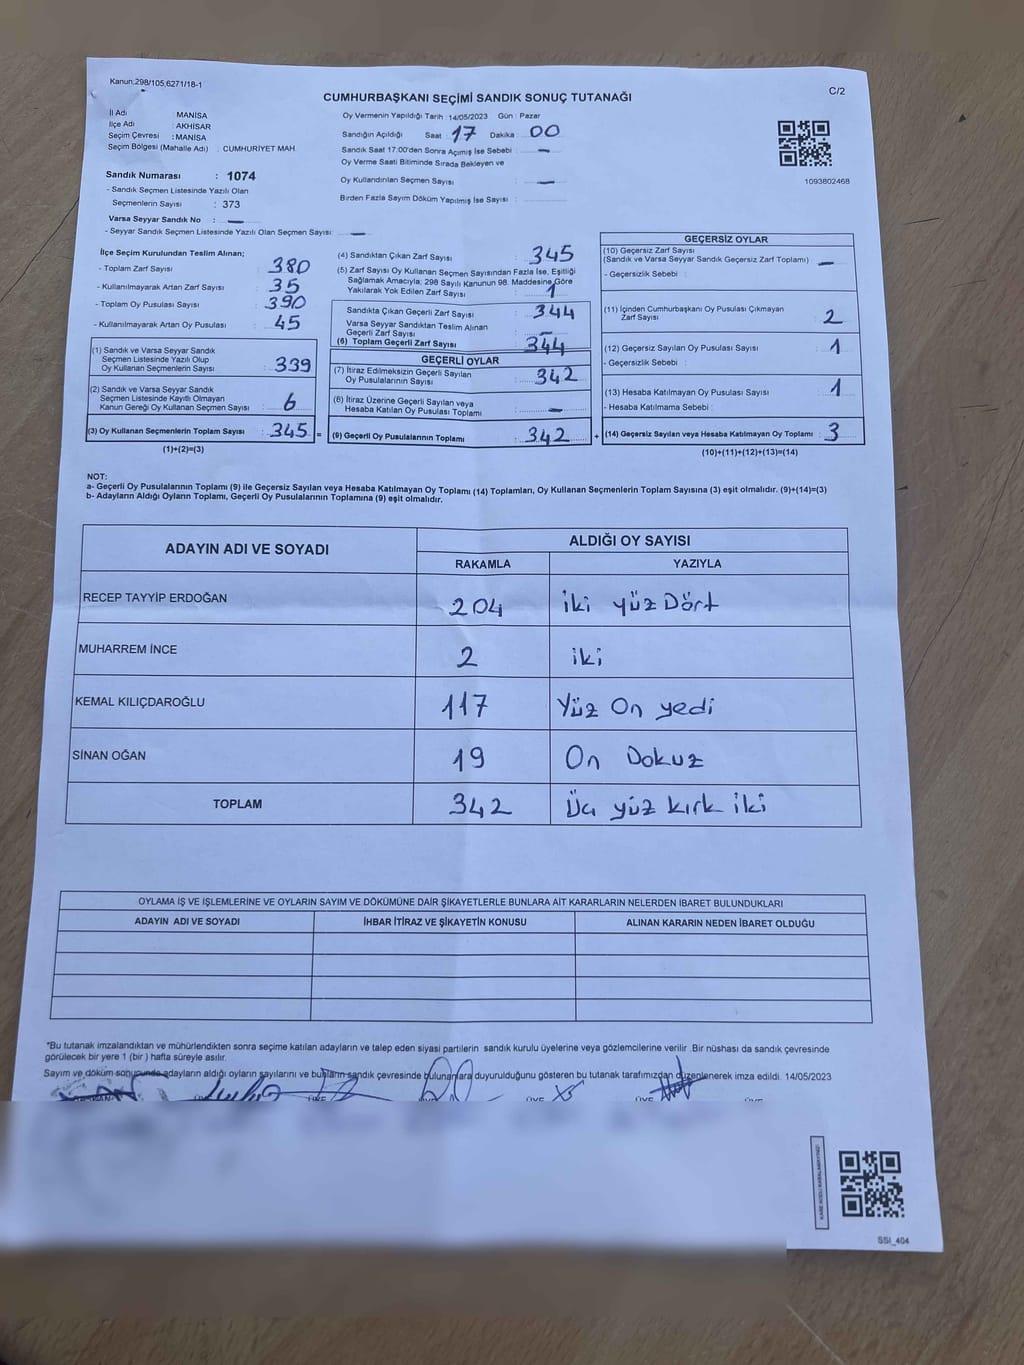 Kanun:298/105,6271/18-1
C/2
CUMHURBAŞKANI SEÇİMİ SANDIK SONUÇ TUTANAĞI
İl Adı : MANİSA
İlçe Adı : AKHİSAR
Seçim Çevresi : MANİSA
Seçim Bölgesi (Mahalle Adı) : CUMHURİYET MAH.
Sandık Numarası : 1074
- Sandık Seçmen Listesinde Yazılı Olan
Seçmenlerin Sayısı : 373
Varsa Seyyar Sandık No : —
- Seyyar Sandık Seçmen Listesinde Yazılı Olan Seçmen Sayısı: —
Oy Vermenin Yapıldığı Tarih :14/05/2023 Gün : Pazar
Sandığın Açıldığı Saat : 17 Dakika : 00
Sandık Saat 17.00'den Sonra Açımış İse Sebebi : —
Oy Verme Saati Bitiminde Sırada Bekleyen ve
Oy Kullandırılan Seçmen Sayısı : —
Birden Fazla Sayım Döküm Yapılmış İse Sayısı :
1093802468
İlçe Seçim Kurulundan Teslim Alınan;
- Toplam Zarf Sayısı : 380
- Kullanılmayarak Artan Zarf Sayısı : 35
- Toplam Oy Pusulası Sayısı : 390
- Kullanılmayarak Artan Oy Pusulası : 45
(1) Sandık ve Varsa Seyyar Sandık
Seçmen Listesinde Yazılı Olup
Oy Kullanan Seçmenlerin Sayısı : 339
(2) Sandık ve Varsa Seyyar Sandık
Seçmen Listesinde Kayıtlı Olmayan
Kanun Gereği Oy Kullanan Seçmen Sayısı : 6
(3) Oy Kullanan Seçmenlerin Toplam Sayısı : 345 =
(1)+(2)=(3)
(4) Sandıktan Çıkan Zarf Sayısı : 345
(5) Zarf Sayısı Oy Kullanan Seçmen Sayısından Fazla İse, Eşitliği
Sağlamak Amacıyla; 298 Sayılı Kanunun 98. Maddesine Göre
Yakılarak Yok Edilen Zarf Sayısı : 1
Sandıkta Çıkan Geçerli Zarf Sayısı : 344
Varsa Seyyar Sandıktan Teslim Alınan
Geçerli Zarf Sayısı : —
(6) Toplam Geçerli Zarf Sayısı : 344
GEÇERLİ OYLAR
(7) İtiraz Edilmeksizin Geçerli Sayılan
Oy Pusulalarının Sayısı : 342
(8) İtiraz Üzerine Geçerli Sayılan veya
Hesaba Katılan Oy Pusulası Toplamı : —
(9) Geçerli Oy Pusulalarının Toplamı : 342 +
GEÇERSİZ OYLAR
(10) Geçersiz Zarf Sayısı
(Sandık ve Varsa Seyyar Sandık Geçersiz Zarf Toplamı) : —
- Geçersizlik Sebebi :
(11) İçinden Cumhurbaşkanı Oy Pusulası Çıkmayan
Zarf Sayısı : 2
(12) Geçersiz Sayılan Oy Pusulası Sayısı : 1
- Geçersizlik Sebebi :
(13) Hesaba Katılmayan Oy Pusulası Sayısı : 1
- Hesaba Katılmama Sebebi :
(14) Geçersiz Sayılan veya Hesaba Katılmayan Oy Toplamı : 3
(10)+(11)+(12)+(13)=(14)
NOT:
a- Geçerli Oy Pusulalarının Toplamı (9) ile Geçersiz Sayılan veya Hesaba Katılmayan Oy Toplamı (14) Toplamları, Oy Kullanan Seçmenlerin Toplam Sayısına (3) eşit olmalıdır. (9)+(14)=(3)
b- Adayların Aldığı Oyların Toplamı, Geçerli Oy Pusulalarının Toplamına (9) eşit olmalıdır.
ADAYIN ADI VE SOYADI
ALDIĞI OY SAYISI
RAKAMLA YAZIYLA
RECEP TAYYİP ERDOĞAN 204 iki yüz Dört
MUHARREM İNCE 2 iki
KEMAL KILIÇDAROĞLU 117 Yüz On yedi
SİNAN OĞAN 19 On Dokuz
TOPLAM 342 Üç yüz kırk iki
OYLAMA İŞ VE İŞLEMLERİNE VE OYLARIN SAYIM VE DÖKÜMÜNE DAİR ŞİKAYETLERLE BUNLARA AİT KARARLARIN NELERDEN İBARET BULUNDUKLARI
ADAYIN ADI VE SOYADI İHBAR İTİRAZ VE ŞİKAYETİN KONUSU ALINAN KARARIN NEDEN İBARET OLDUĞU
*Bu tutanak imzalandıktan ve mühürlendikten sonra seçime katılan adayların ve talep eden siyasi partilerin sandık kurulu üyelerine veya gözlemcilerine verilir .Bir nüshası da sandık çevresinde
görülecek bir yere 1 (bir ) hafta süreyle asılır.
Sayım ve döküm sonucunda adayların aldığı oyların sayılarını ve bunların sandık çevresinde bulunanlara duyurulduğunu gösteren bu tutanak tarafımızdan düzenlenerek imza edildi. 14/05/2023
ÜYE ÜYE
SSI_404